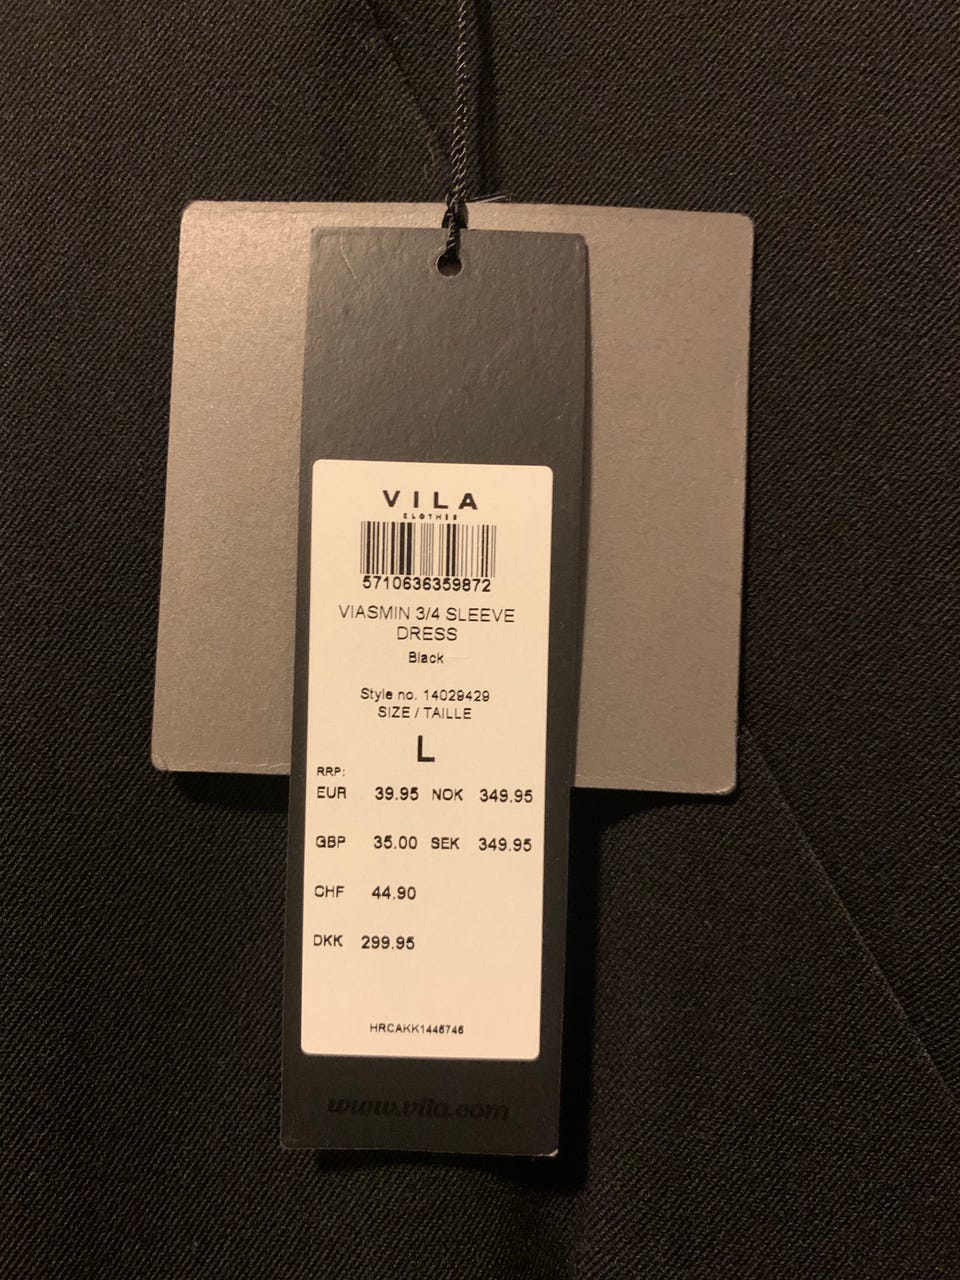 VILA
CLOTHES
5710636359872
VIASMIN 3/4 SLEEVE
DRESS
Black
Style no. 14029429
SIZE / TAILLE
L
RRP:
EUR 39.95 NOK 349.95
GBP 35.00 SEK 349.95
CHF 44.90
DKK 299.95
HRCAKK1446746
www.vila.com